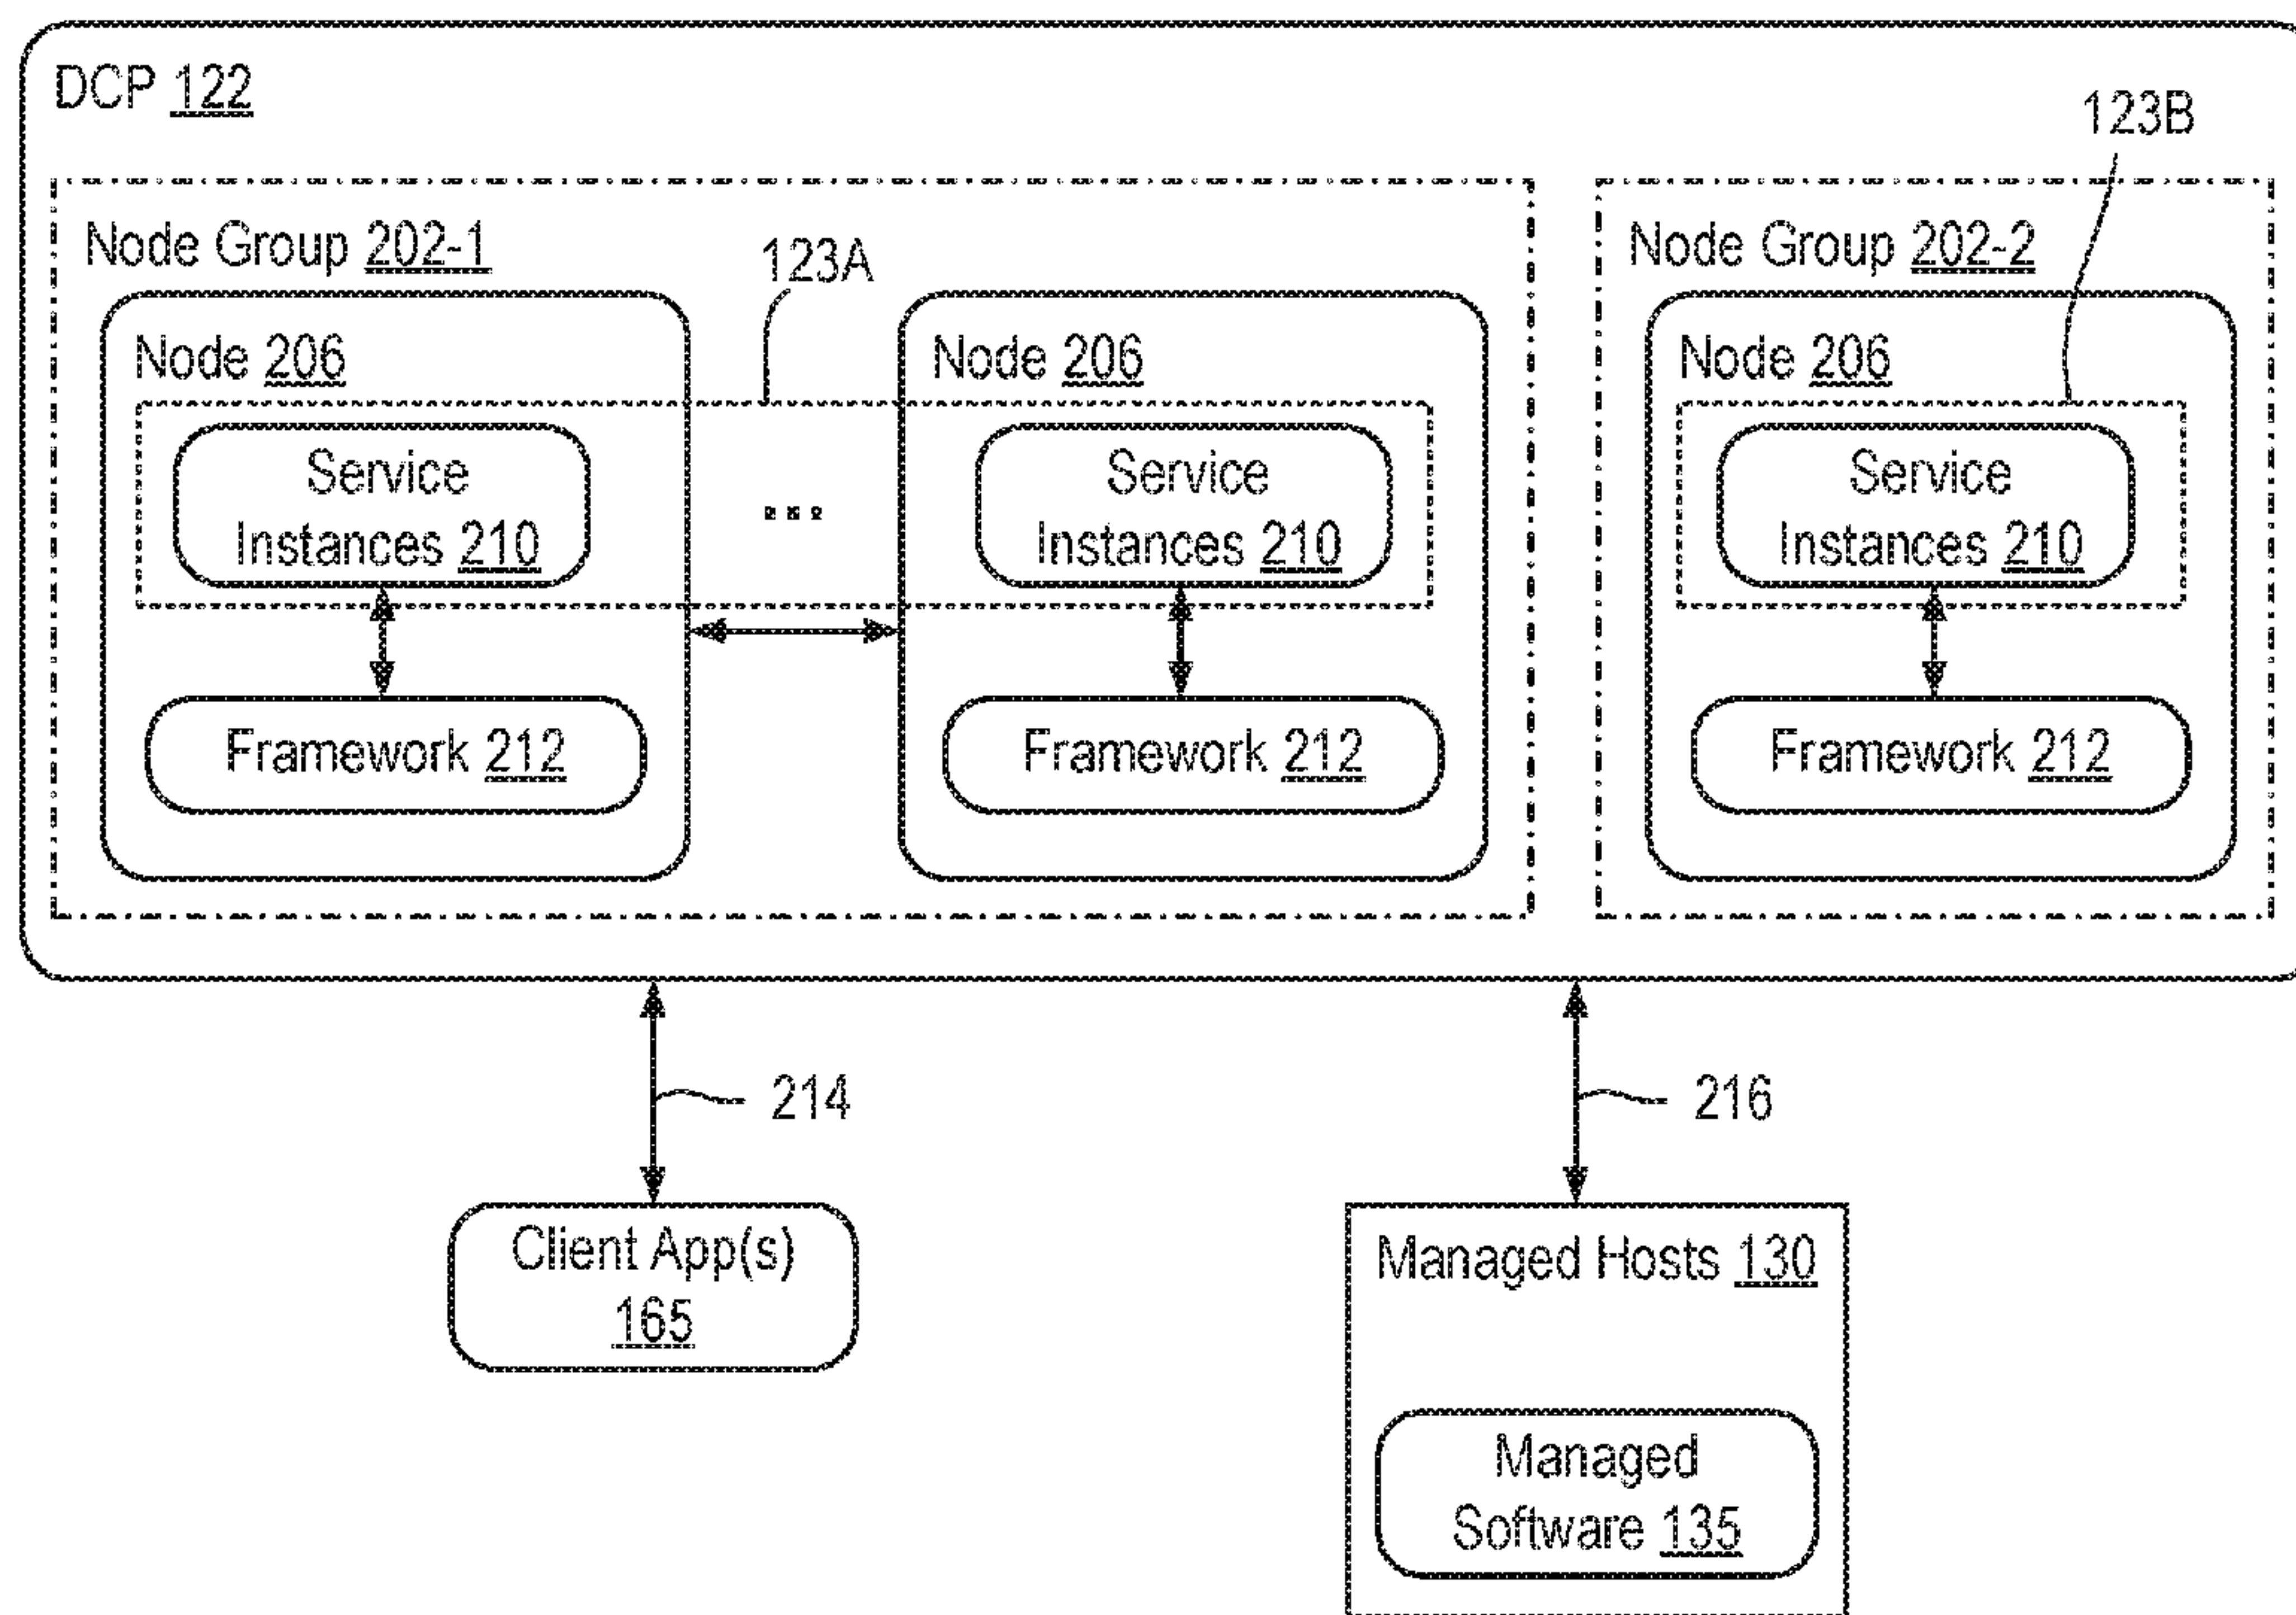 DCP 122
123B
Node Group 202-1
123A
Node Group 202-2
Node 206
Node 206
Node 206
Service
Instances 210
...
Service
Instances 210
Service
Instances 210
Framework 212
Framework 212
Framework 212
214
216
Client App(s)
165
Managed Hosts 130
Managed
Software 135